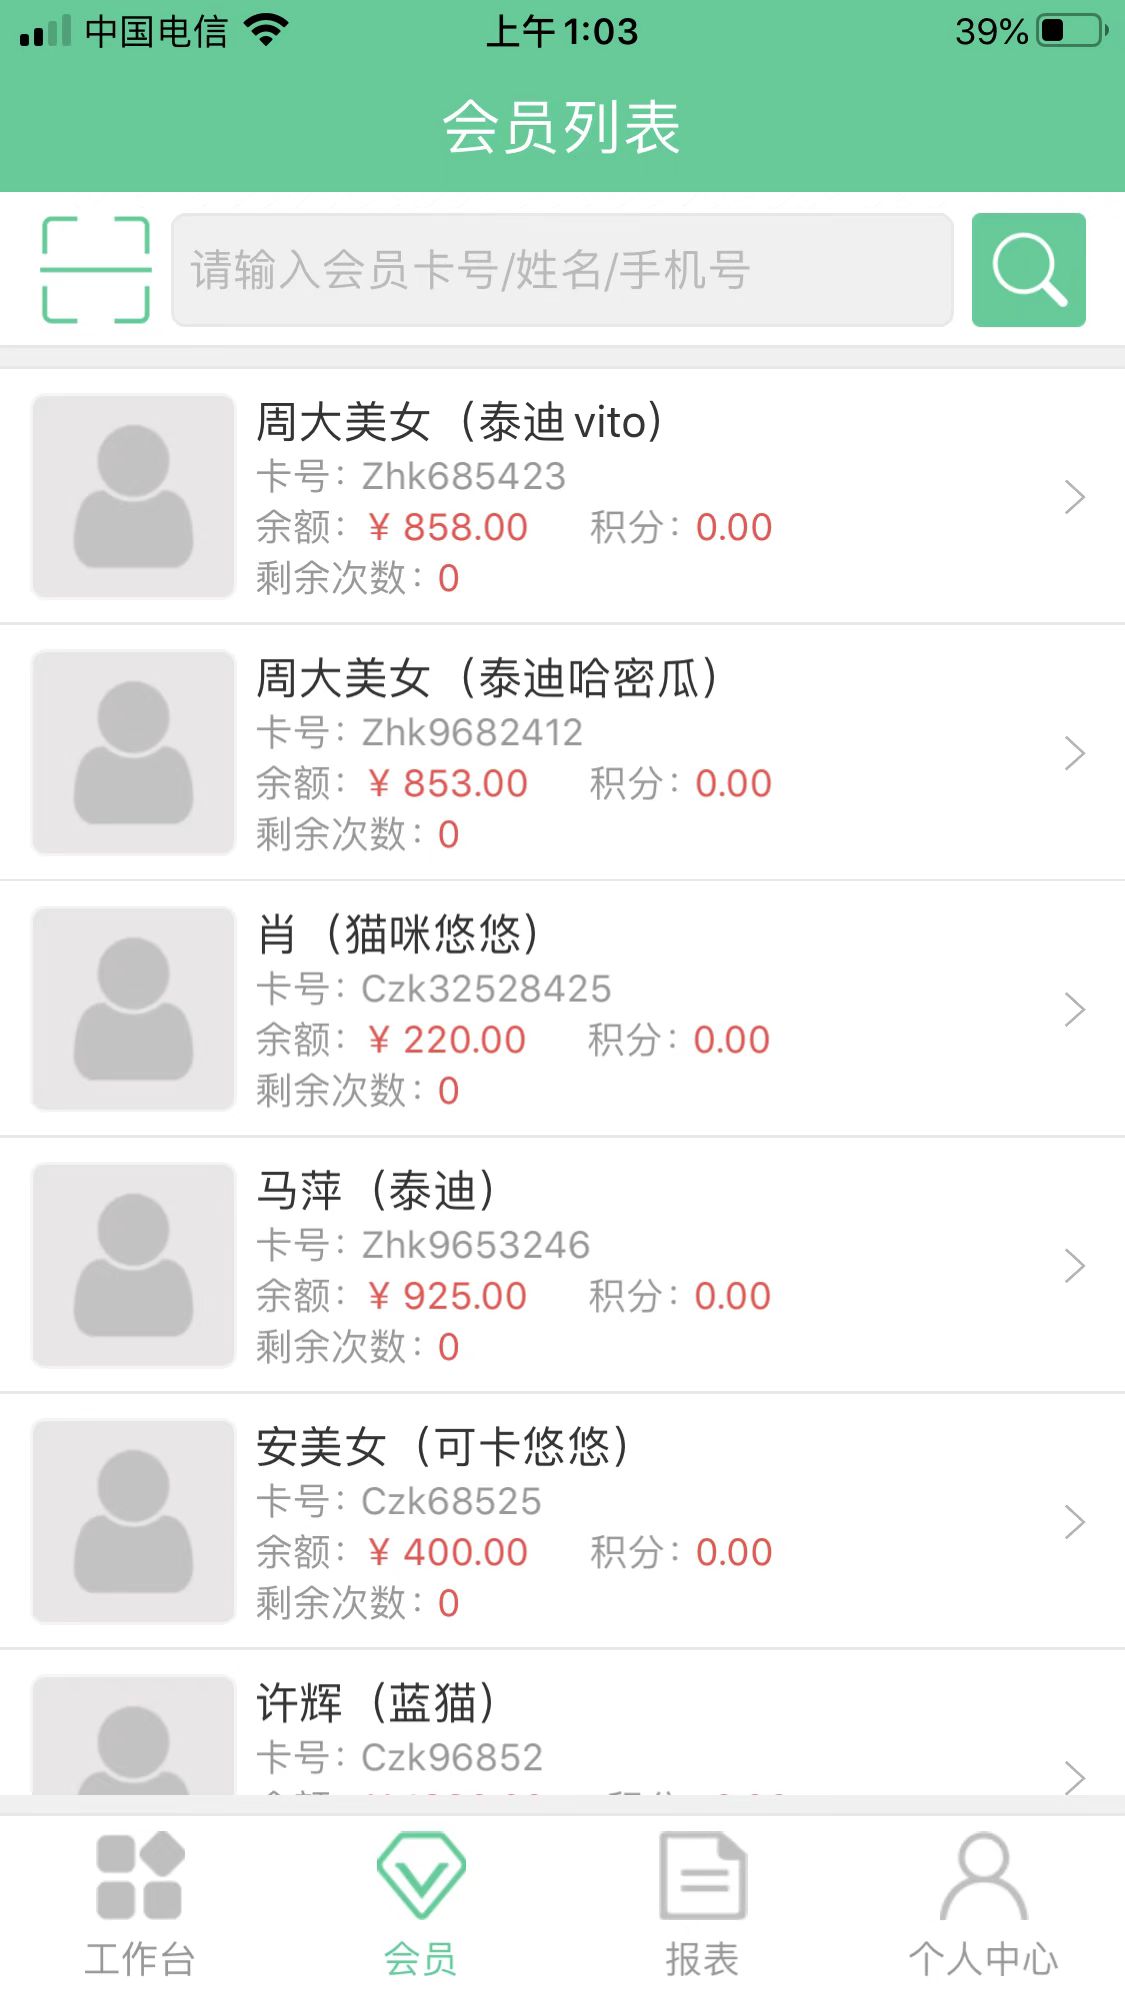 中国电信 上午1:03 39%
会员列表
请输入会员卡号/姓名/手机号
周大美女（泰迪vito）
卡号：Zhk685423
余额：¥ 858.00 积分：0.00
剩余次数：0
周大美女（泰迪哈密瓜）
卡号：Zhk9682412
余额：¥ 853.00 积分：0.00
剩余次数：0
肖（猫咪悠悠）
卡号：Czk32528425
余额：¥ 220.00 积分：0.00
剩余次数：0
马萍（泰迪）
卡号：Zhk9653246
余额：¥ 925.00 积分：0.00
剩余次数：0
安美女（可卡悠悠）
卡号：Czk68525
余额：¥ 400.00 积分：0.00
剩余次数：0
许辉（蓝猫）
卡号：Czk96852
工作台 会员 报表 个人中心